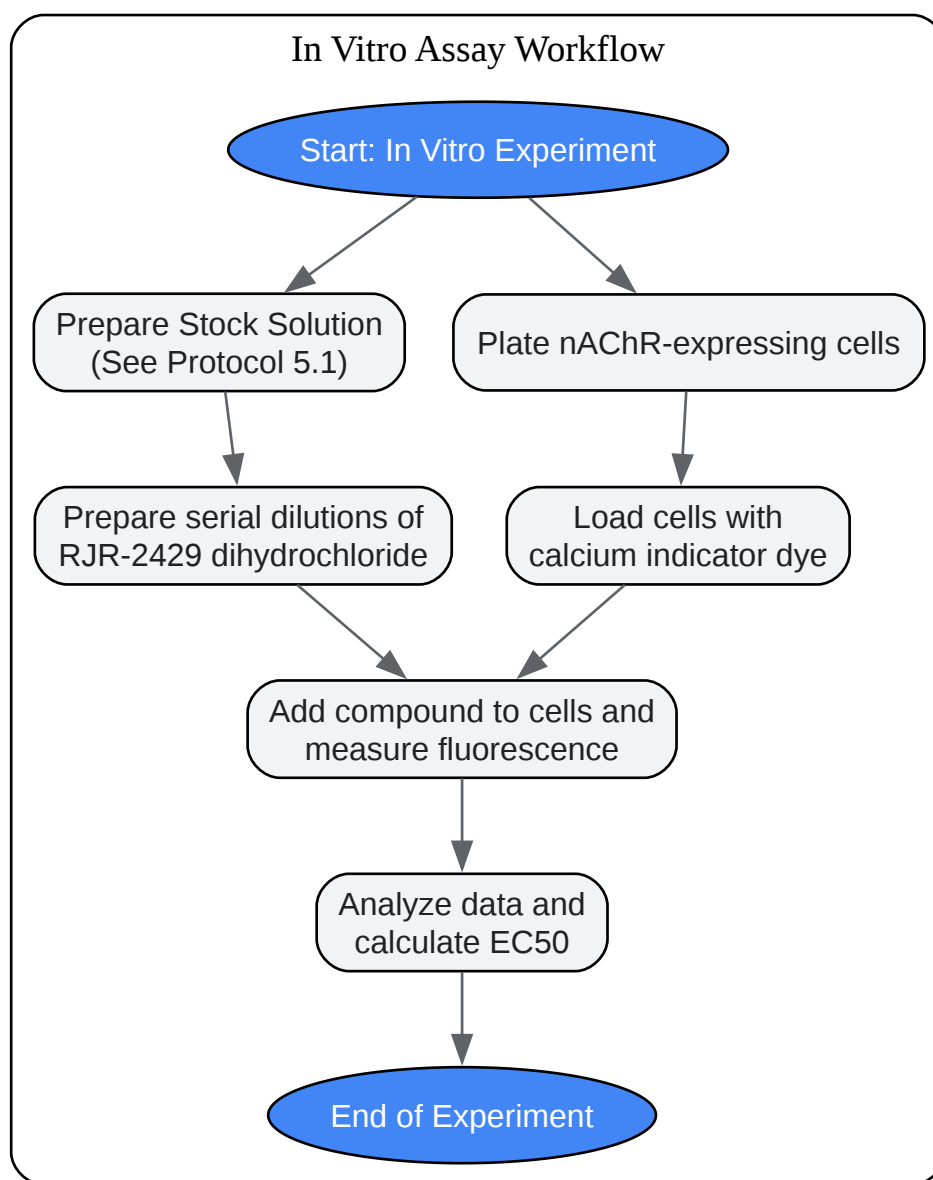 In Vitro Assay Workflow
Start: In Vitro Experiment
Prepare Stock Solution
(See Protocol 5.1)
Plate nAChR-expressing cells
Prepare serial dilutions of
RJR-2429 dihydrochloride
Load cells with
calcium indicator dye
Add compound to cells and
measure fluorescence
Analyze data and
calculate EC50
End of Experiment